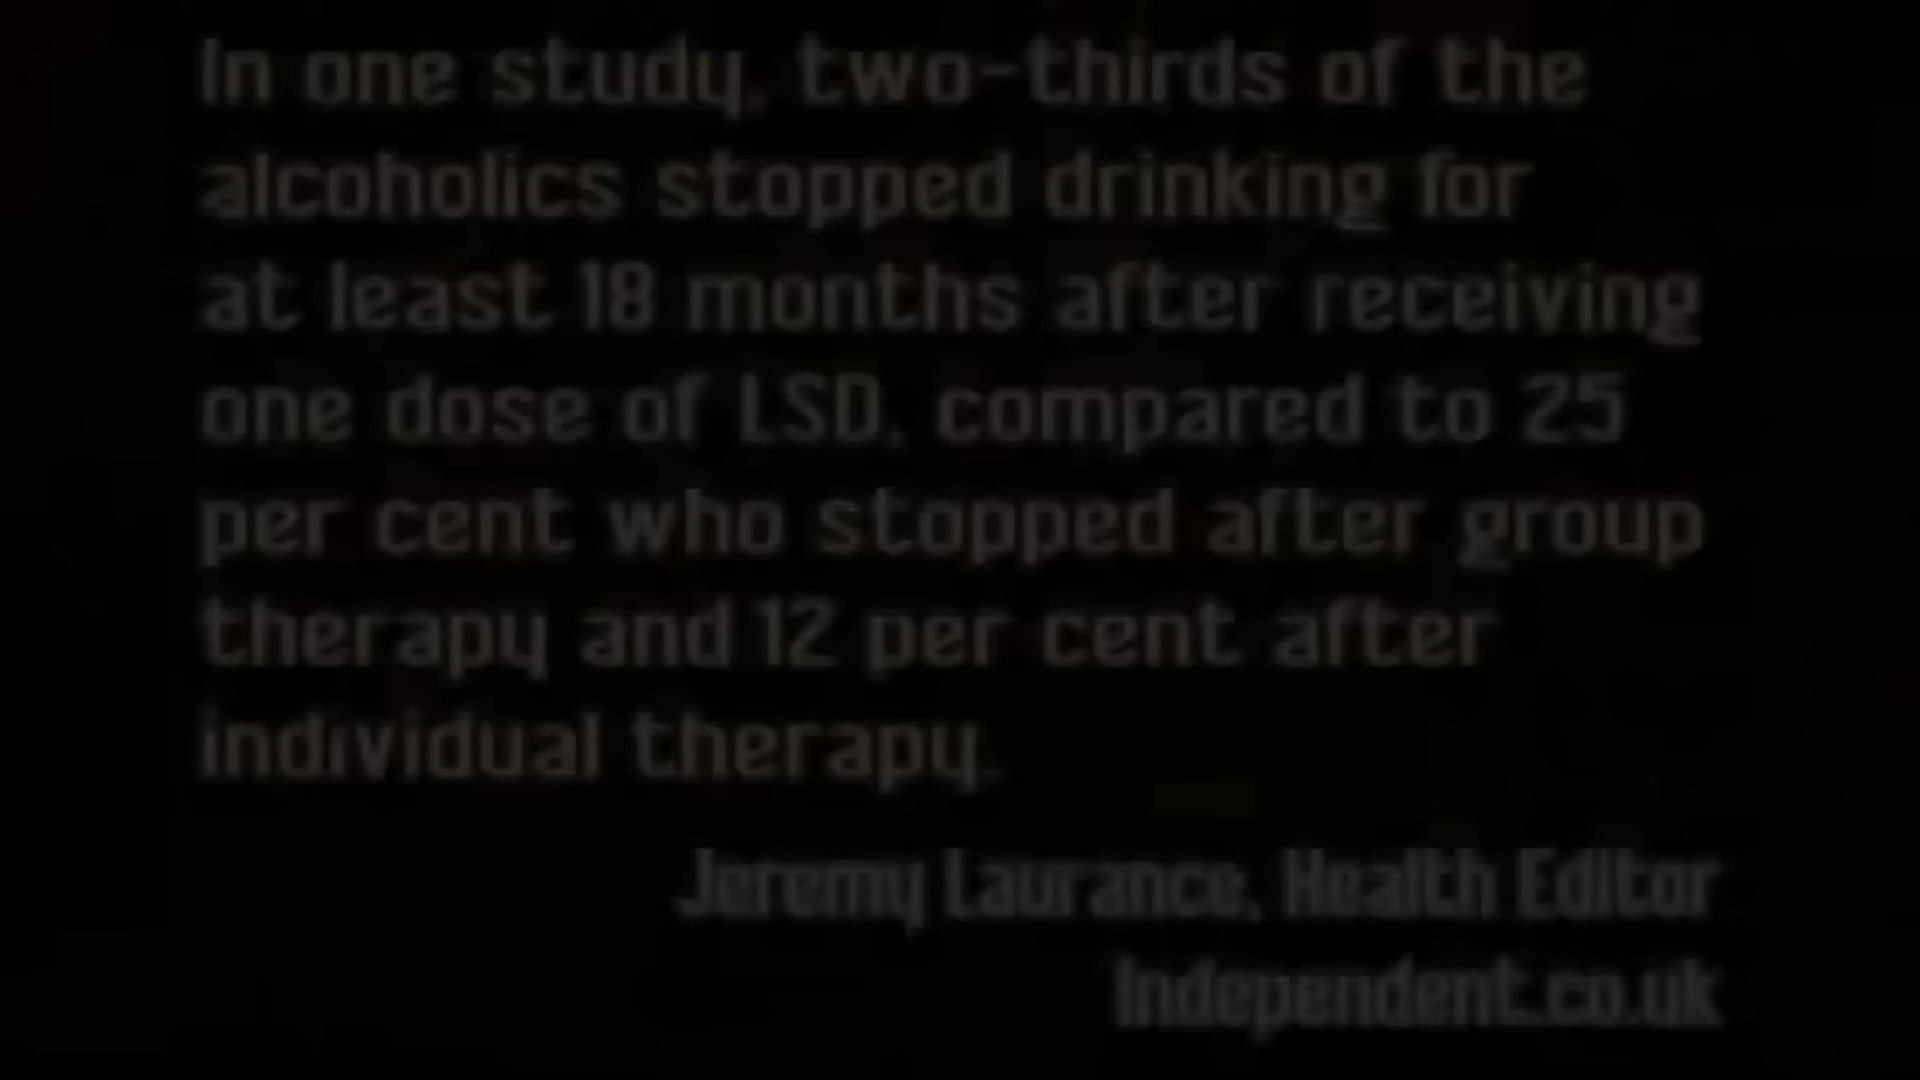 In one study, two-thirds of the
alcoholics stopped drinking for
at least 18 months after receiving
one dose of LSD, compared to 25
per cent who stopped after group
therapy and 12 per cent after
individual therapy.
Jeremy Laurance, Health Editor
Independent.co.uk